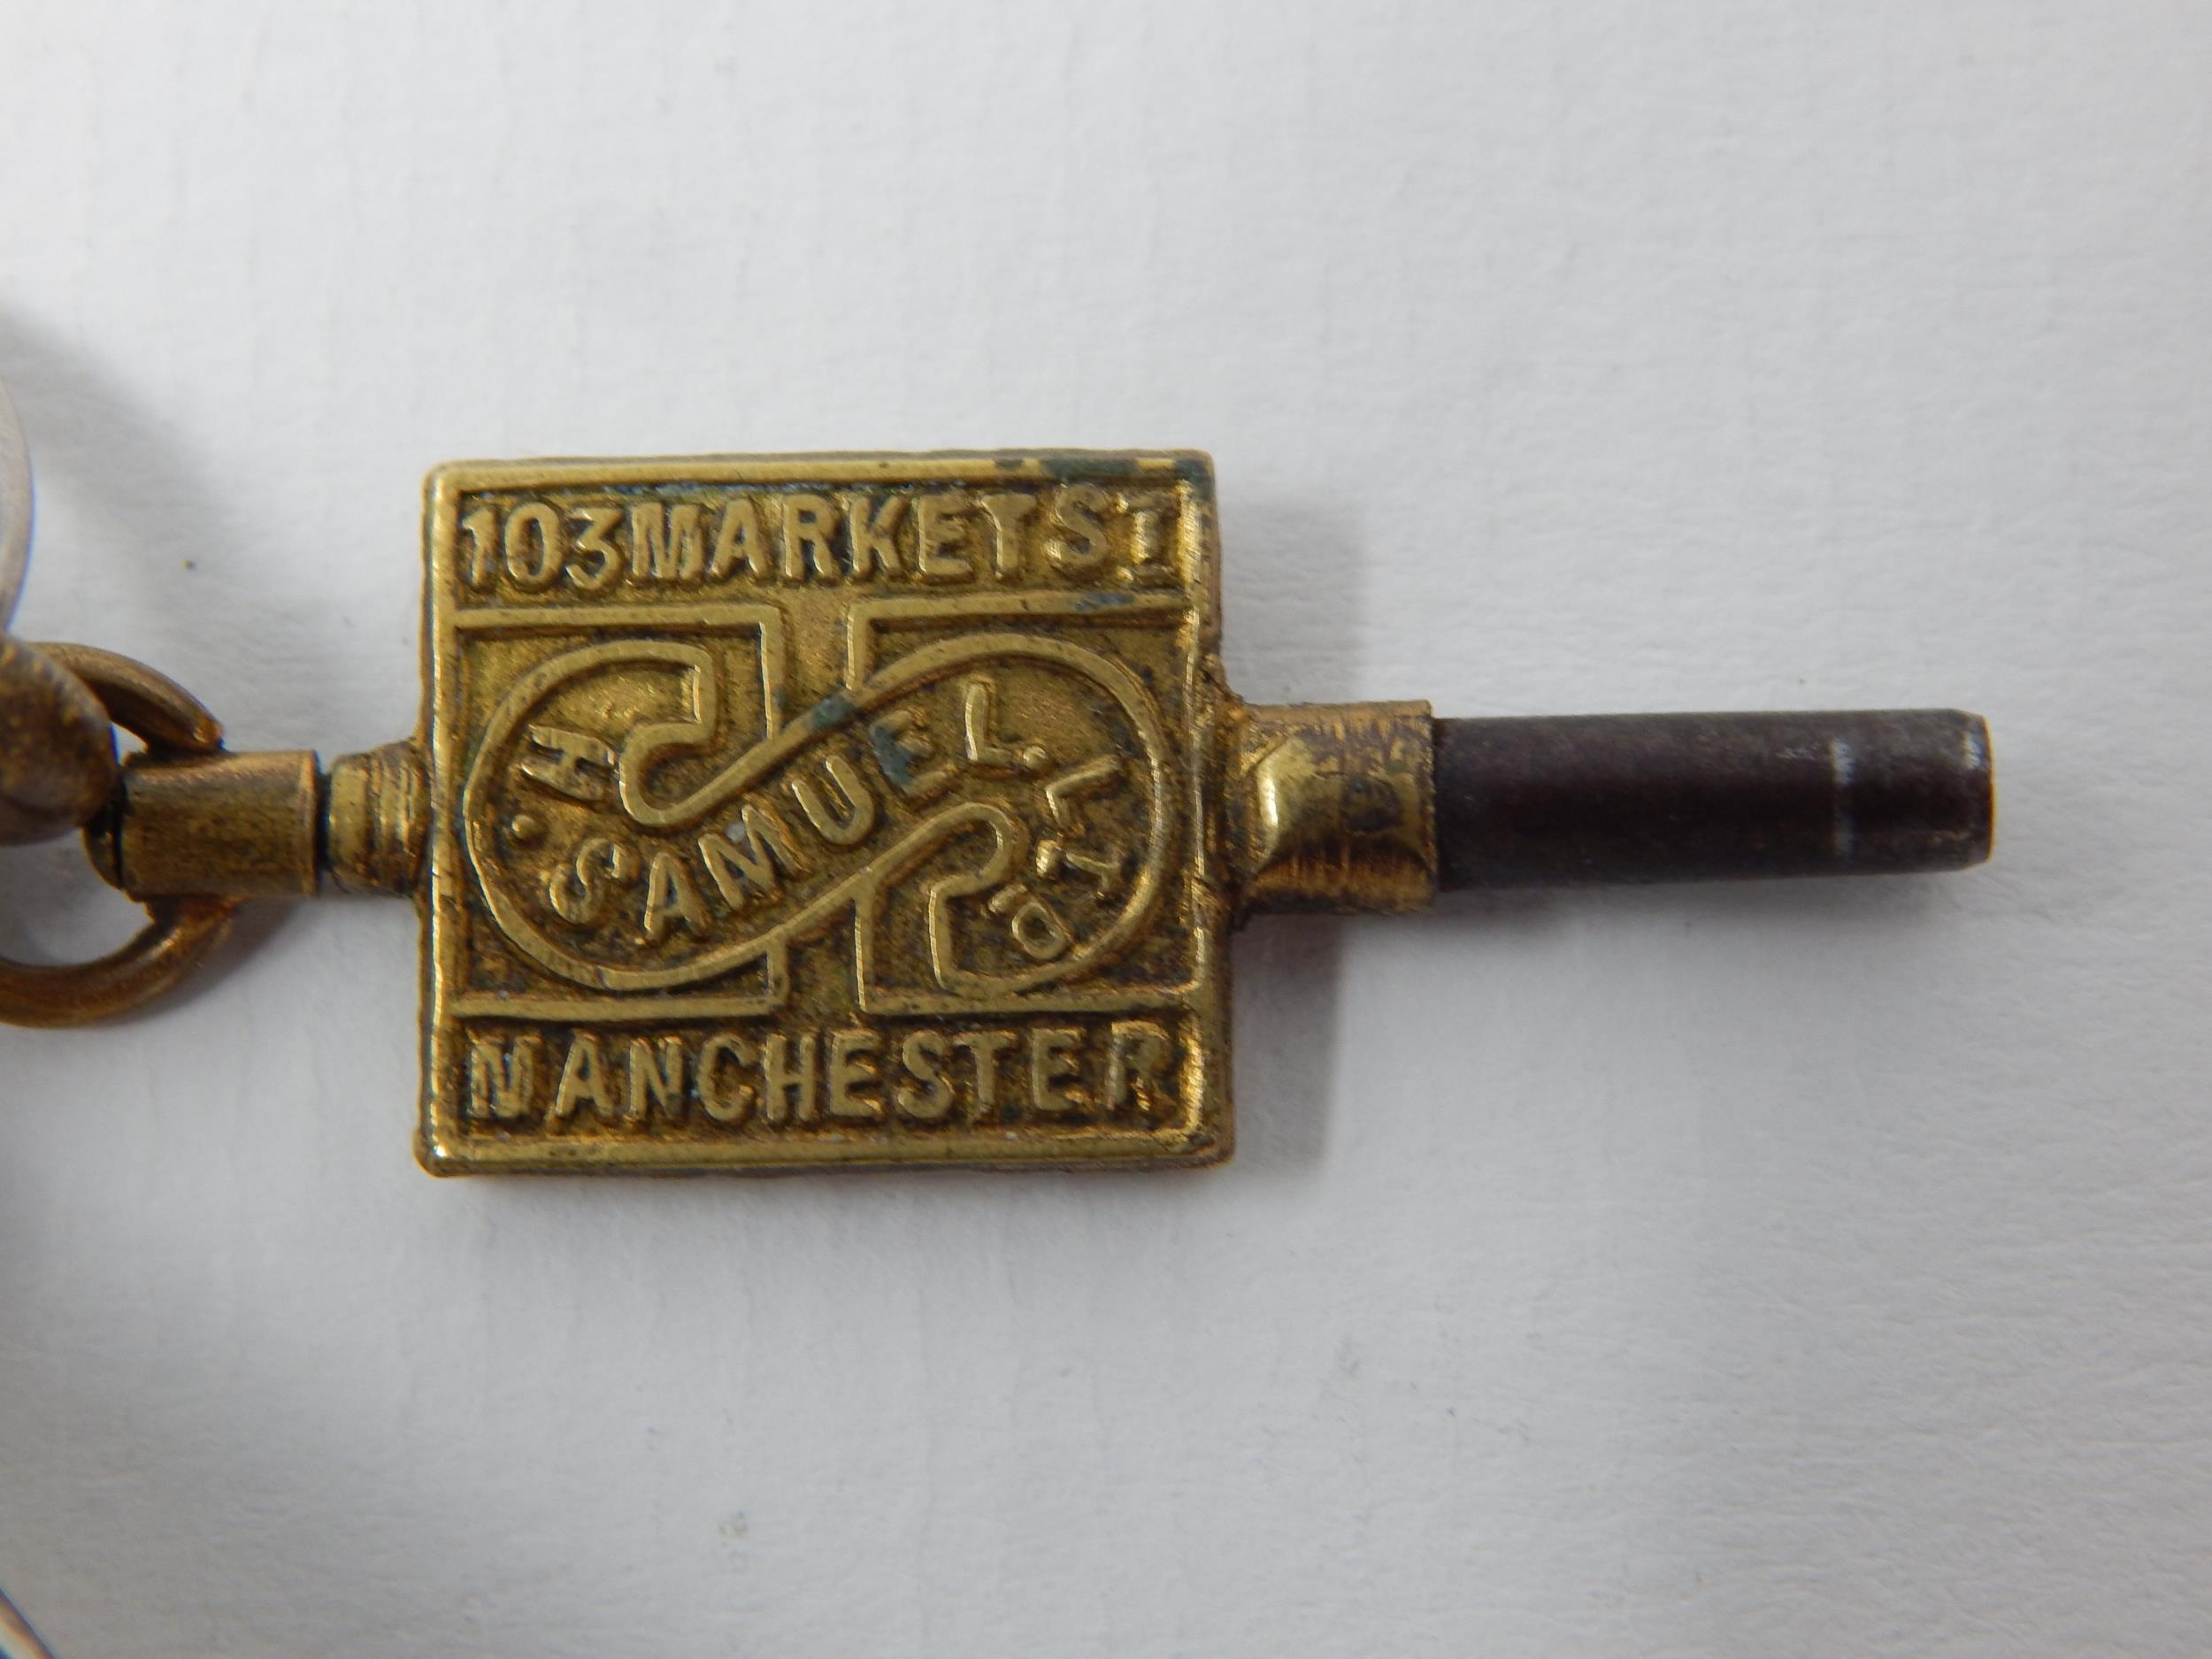 103 MARKET ST
H. SAMUEL. LTD.
MANCHESTER